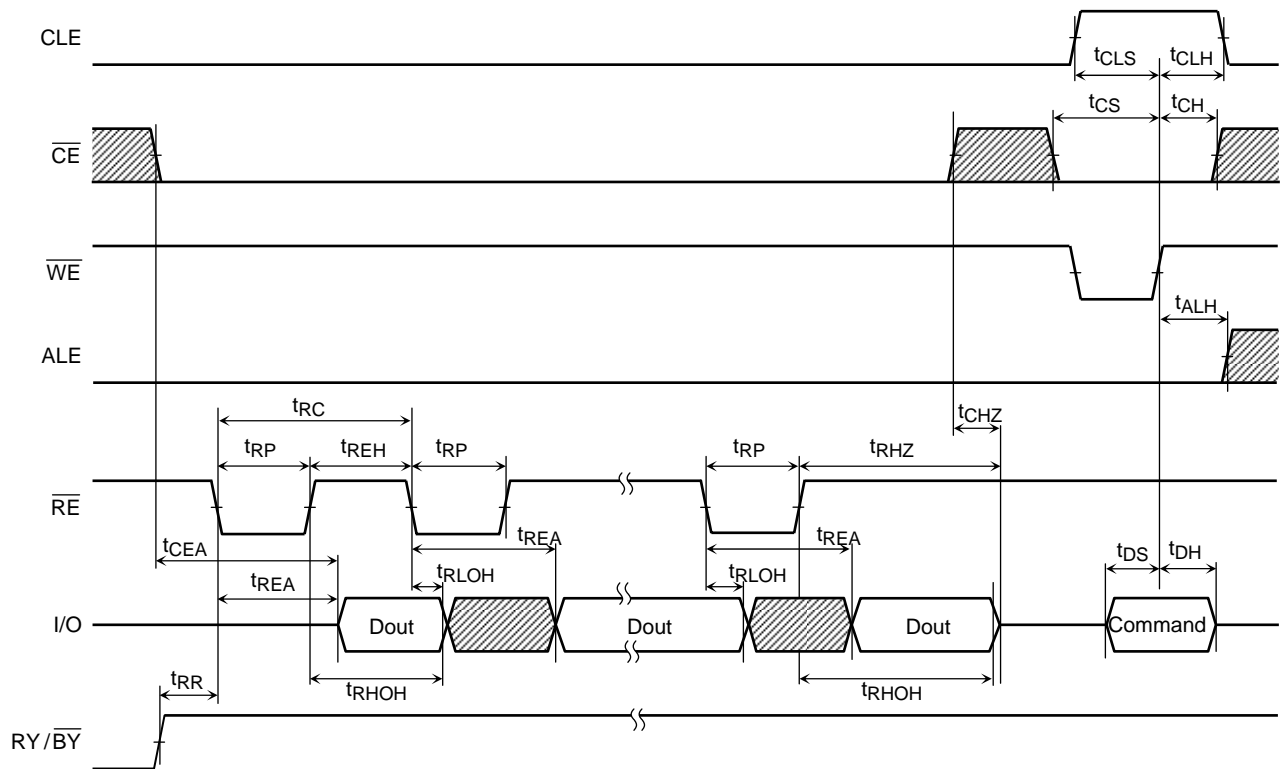 CLE
tCLS tCLH
tCS tCH
CE
WE
tALH
ALE
tRC
tCHZ
tRP tREH tRP tRP tRHZ
RE
tCEA tREA tREA
tREA tRLOH tRLOH tDS tDH
I/O Dout Dout Dout Command
tRR tRHOH tRHOH
RY/BY